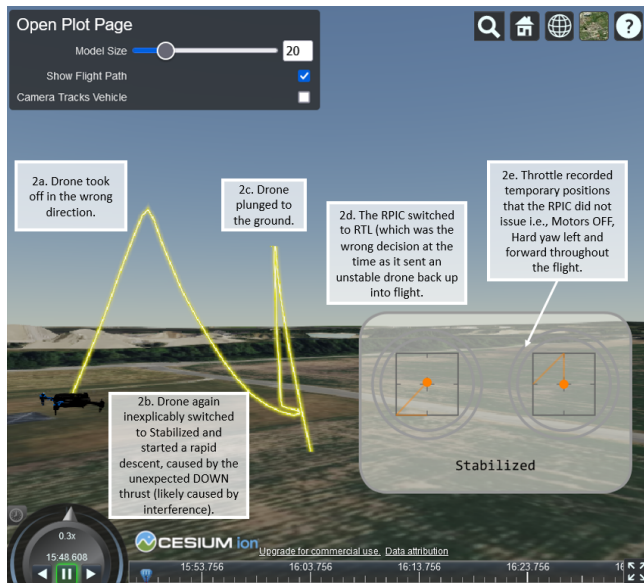 Open Plot Page
Model Size
20
Show Flight Path
Camera Tracks Vehicle
2a. Drone took
off in the wrong
direction.
2c. Drone
plunged to
the ground.
2d. The RPIC switched
to RTL (which was the
wrong decision at the
time as it sent an
unstable drone back up
into flight.
2e. Throttle recorded
temporary positions
that the RPIC did not
issue i.e., Motors OFF,
Hard yaw left and
forward throughout
the flight.
2b. Drone again
inexplicably switched
to Stabilized and
started a rapid
descent, caused by the
unexpected DOWN
thrust (likely caused by
interference).
Stabilized
0.3x
15:48.608
CESIUM ion
Upgrade for commercial use. Data attribution
15:53.756
16:03.756
16:13.756
16:23.756